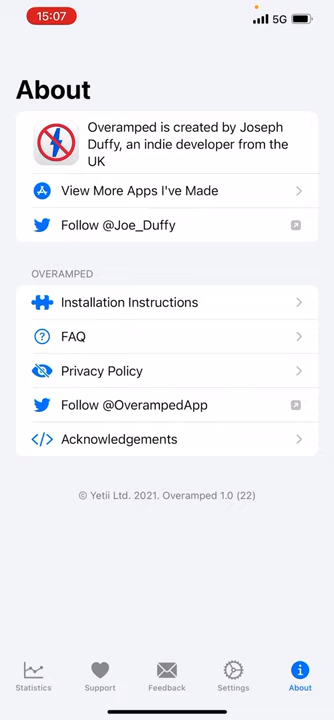 15:07
5G
About
Overamped is created by Joseph
Duffy, an indie developer from the
UK
View More Apps I've Made
Follow @Joe_Duffy
OVERAMPED
Installation Instructions
FAQ
Privacy Policy
Follow @OverampedApp
Acknowledgements
© Yetii Ltd. 2021. Overamped 1.0 (22)
Statistics
Support
Feedback
Settings
About